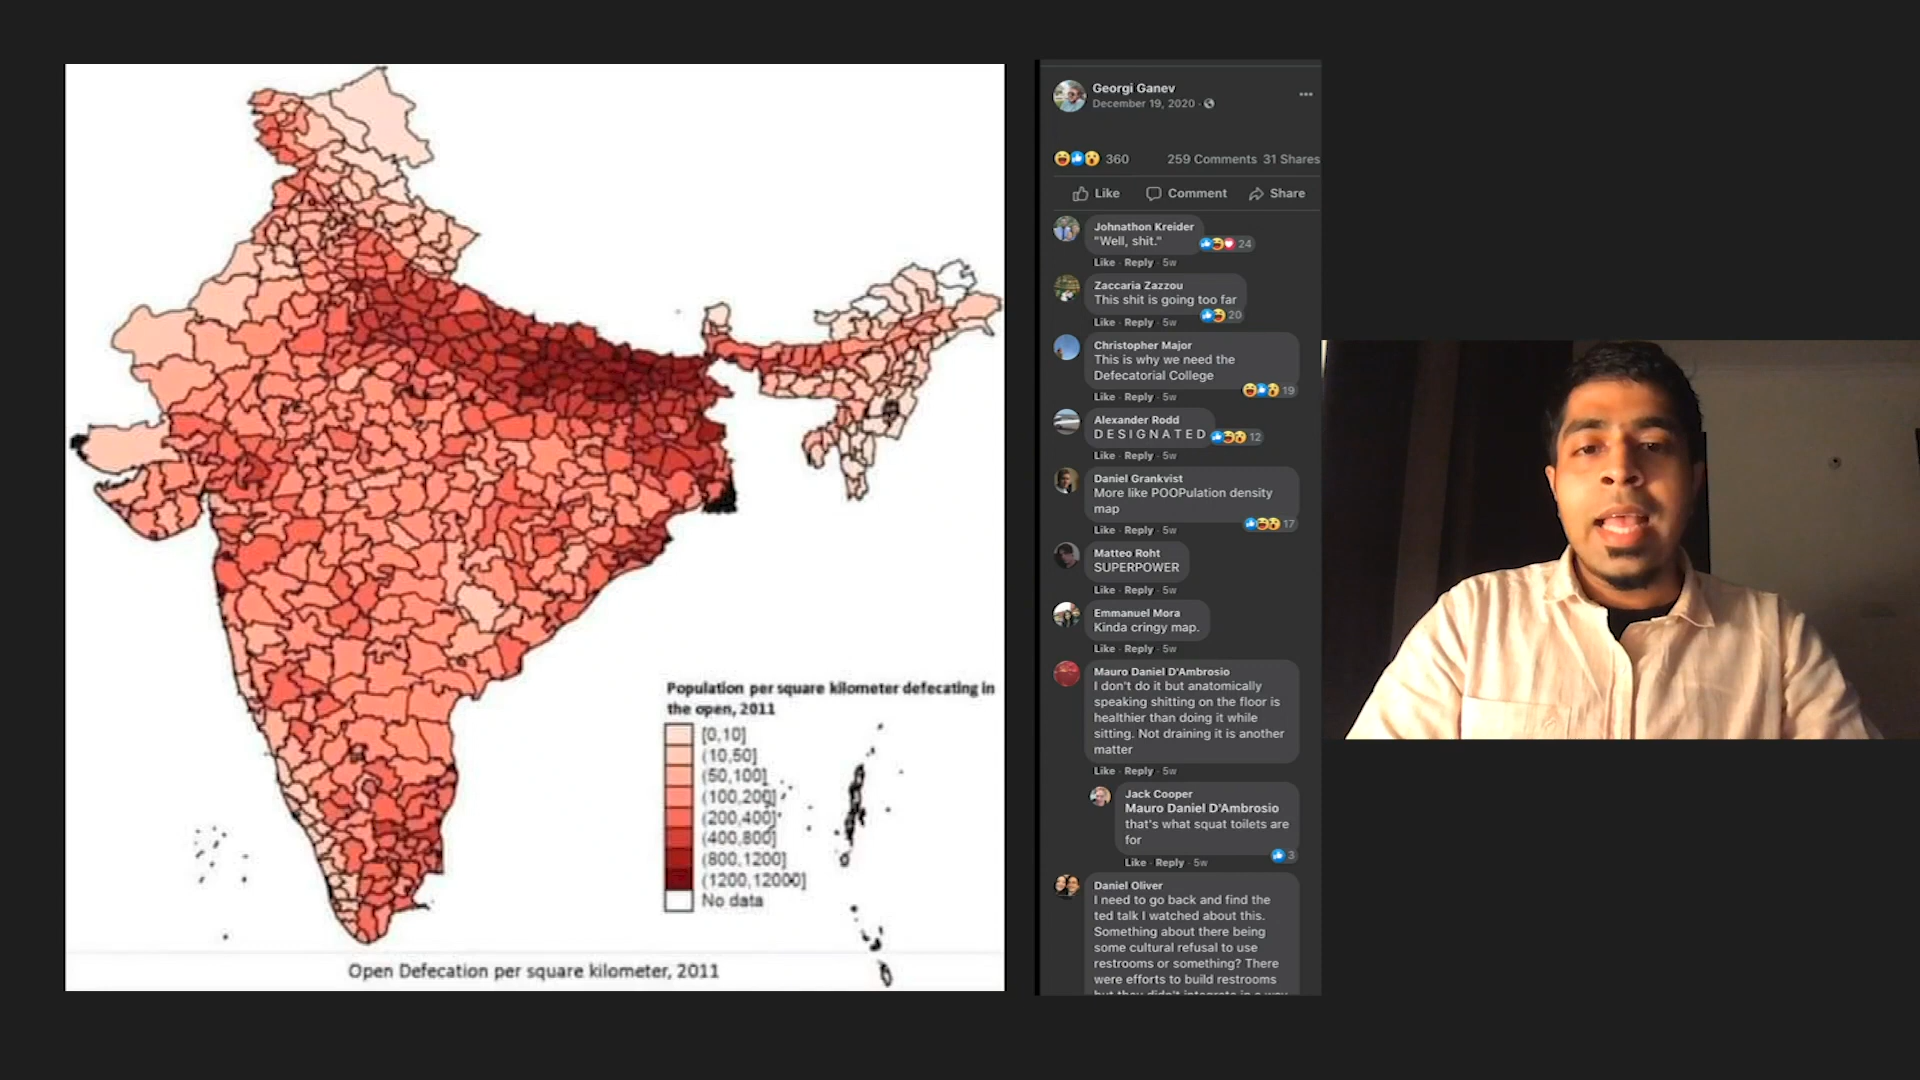 Population per square kilometer defecating in
the open, 2011
[0,10]
(10,50]
(50,100]
(100,200]
(200,400]
(400,800]
(800,1200]
(1200,12000]
No data
Open Defecation per square kilometer, 2011
Georgi Ganev
December 19, 2020 ·
360 259 Comments 31 Shares
Like Comment Share
Johnathon Kreider
"Well, shit."
24
Like · Reply · 5w
Zaccaria Zazzou
This shit is going too far
20
Like · Reply · 5w
Christopher Major
This is why we need the
Defecatorial College
19
Like · Reply · 5w
Alexander Rodd
D E S I G N A T E D
12
Like · Reply · 5w
Daniel Grankvist
More like POOPulation density
map
17
Like · Reply · 5w
Matteo Roht
SUPERPOWER
Like · Reply · 5w
Emmanuel Mora
Kinda cringy map.
Like · Reply · 5w
Mauro Daniel D'Ambrosio
I don't do it but anatomically
speaking shitting on the floor is
healthier than doing it while
sitting. Not draining it is another
matter
Like · Reply · 5w
Jack Cooper
Mauro Daniel D'Ambrosio
that's what squat toilets are
for
3
Like · Reply · 5w
Daniel Oliver
I need to go back and find the
ted talk I watched about this.
Something about there being
some cultural refusal to use
restrooms or something? There
were efforts to build restrooms
but they didn't integrate in a way